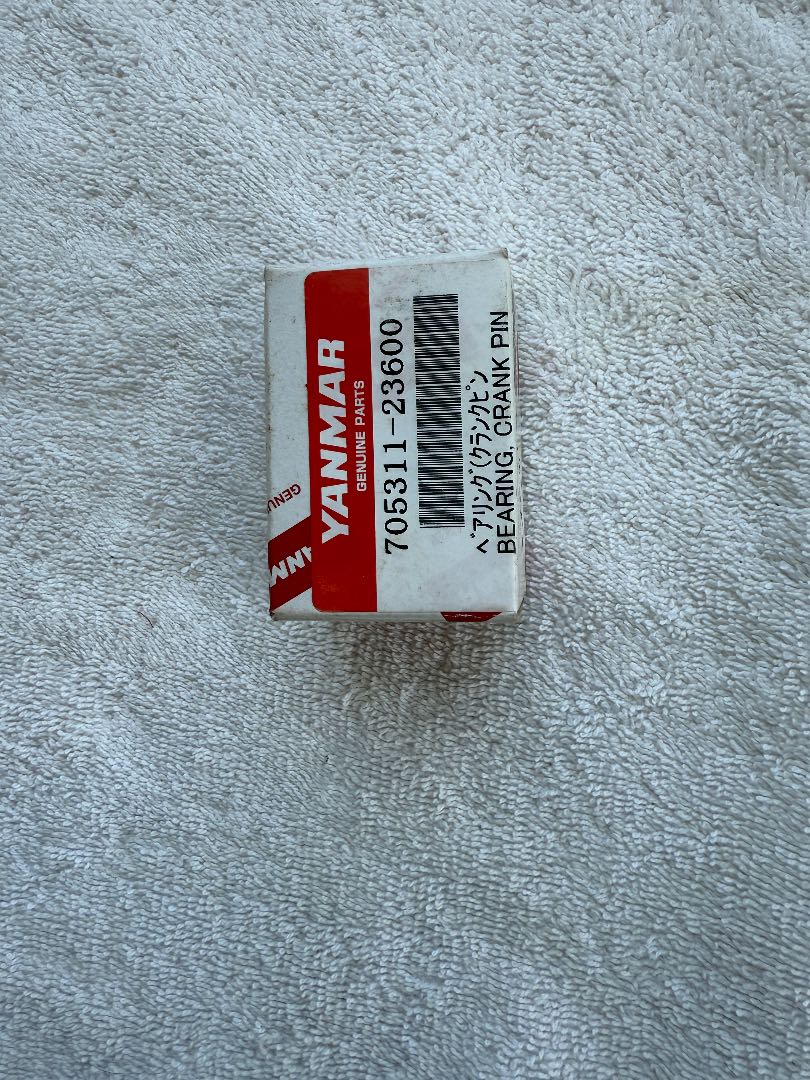 YANMAR
GENUINE PARTS
705311-23600
ﾍﾞｱﾘﾝｸﾞ(ｸﾗﾝｸﾋﾟﾝ
BEARING, CRANK PIN